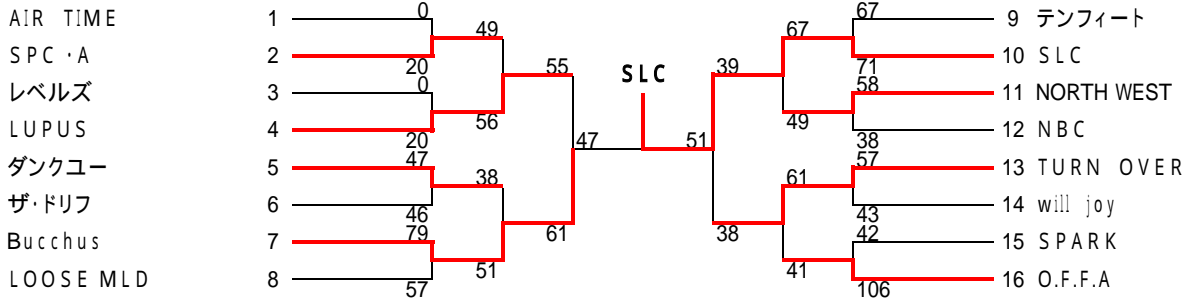 AIR TIME 1 0 67 9 テンフィート
49 67
SPC・A 2 20 71 10 SLC
55 SLC 39
レベルズ 3 0 58 11 NORTH WEST
56 49
LUPUS 4 20 38 12 NBC
47 51
ダンクユー 5 47 57 13 TURN OVER
38 61
ザ・ドリフ 6 46 43 14 will joy
61 38
Bucchus 7 79 42 15 SPARK
51 41
LOOSE MLD 8 57 106 16 O.F.F.A